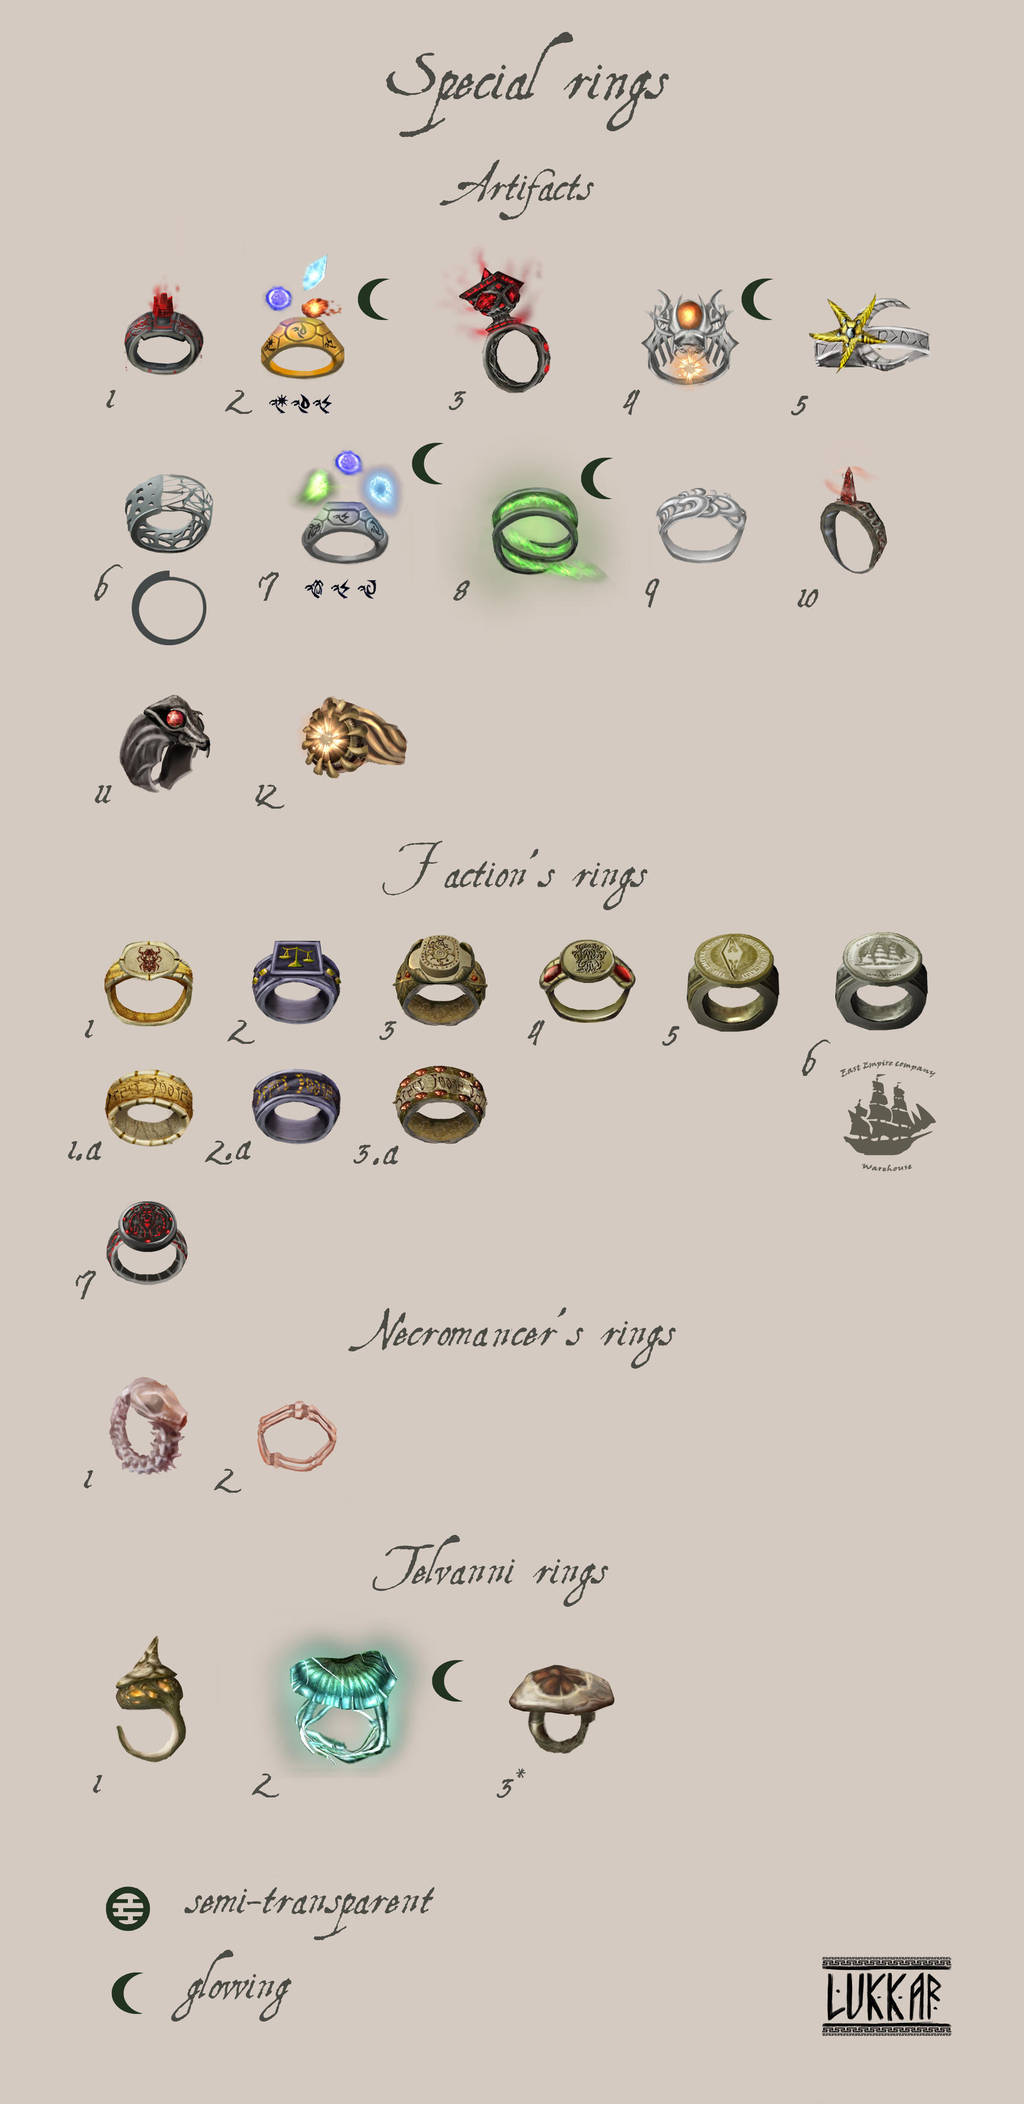 Special rings
Artifacts
1 2 3 4 5
6 7 8 9 10
11 12
Faction's rings
1 2 3 4 5 6
East Empire Company
Warehouse
1.a 2.a 3.a
7
Necromancer's rings
1 2
Telvanni rings
1 2 3*
semi-transparent
glowing
LUKKAR